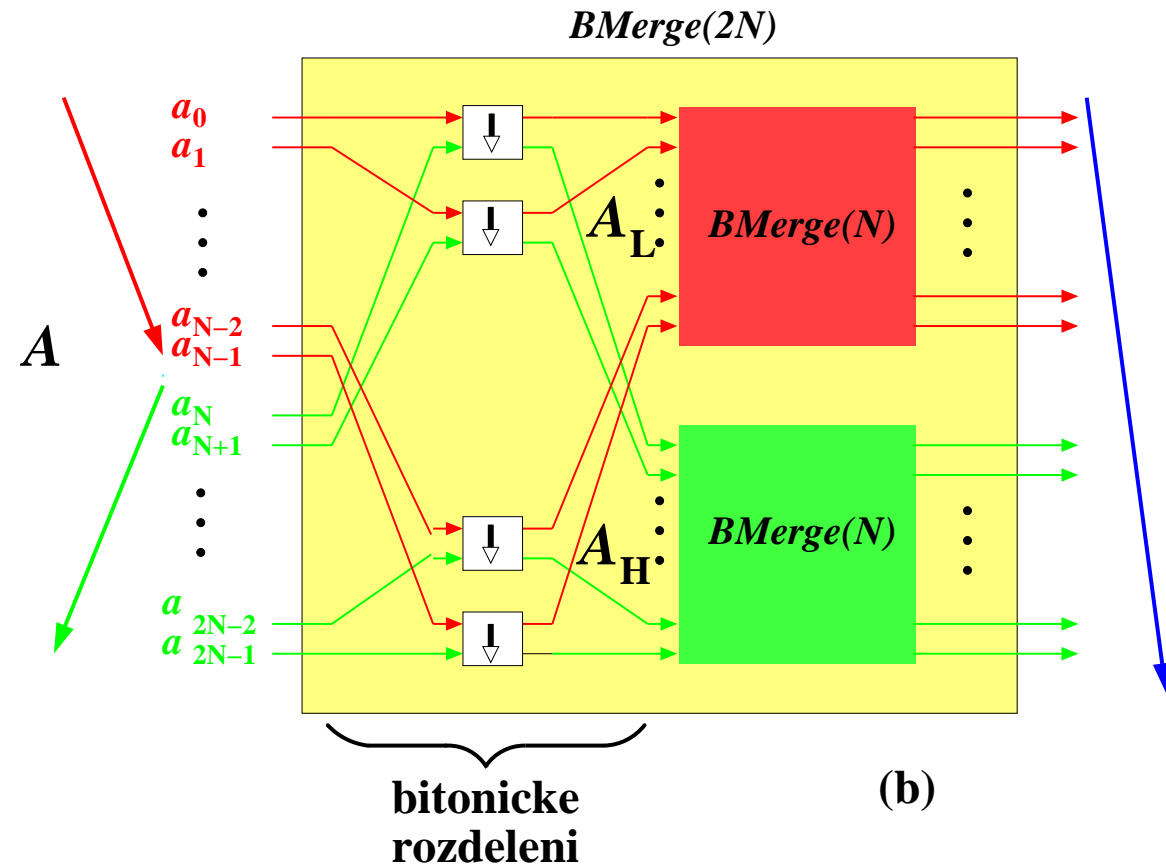 BMerge(2N)
a0
a1
aN−2
aN−1
A
aN
aN+1
a 2N−2
a 2N−1
AL
BMerge(N)
AH
BMerge(N)
bitonicke
rozdeleni
(b)